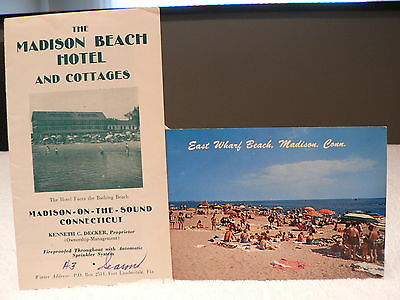 THE
MADISON BEACH
HOTEL
AND COTTAGES
The Hotel Faces the Bathing Beach
MADISON-ON-THE-SOUND
CONNECTICUT
KENNETH C. DECKER, Proprietor
(Ownership-Management)
Fireproofed Throughout with Automatic
Sprinkler System
Season
Winter Address: P.O. Box 2551, Fort Lauderdale, Fla.
East Wharf Beach, Madison, Conn.